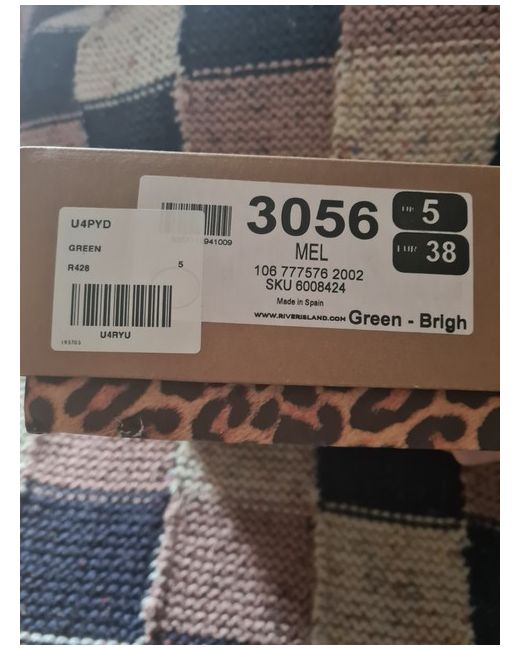 U4PYD
GREEN
R428
5
U4RYU
941009
3056
MEL
106 777576 2002
SKU 6008424
Made in Spain
WWW.RIVERISLAND.COM
Green - Brigh
UK 5
EUR 38